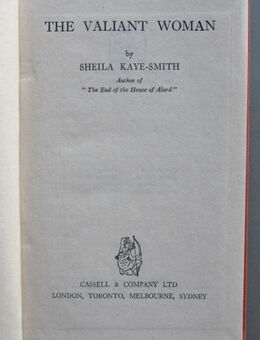 THE VALIANT WOMAN
by
SHEILA KAYE-SMITH
Author of
"The End of the House of Alard"
CASSELL & COMPANY LTD
LONDON, TORONTO, MELBOURNE, SYDNEY